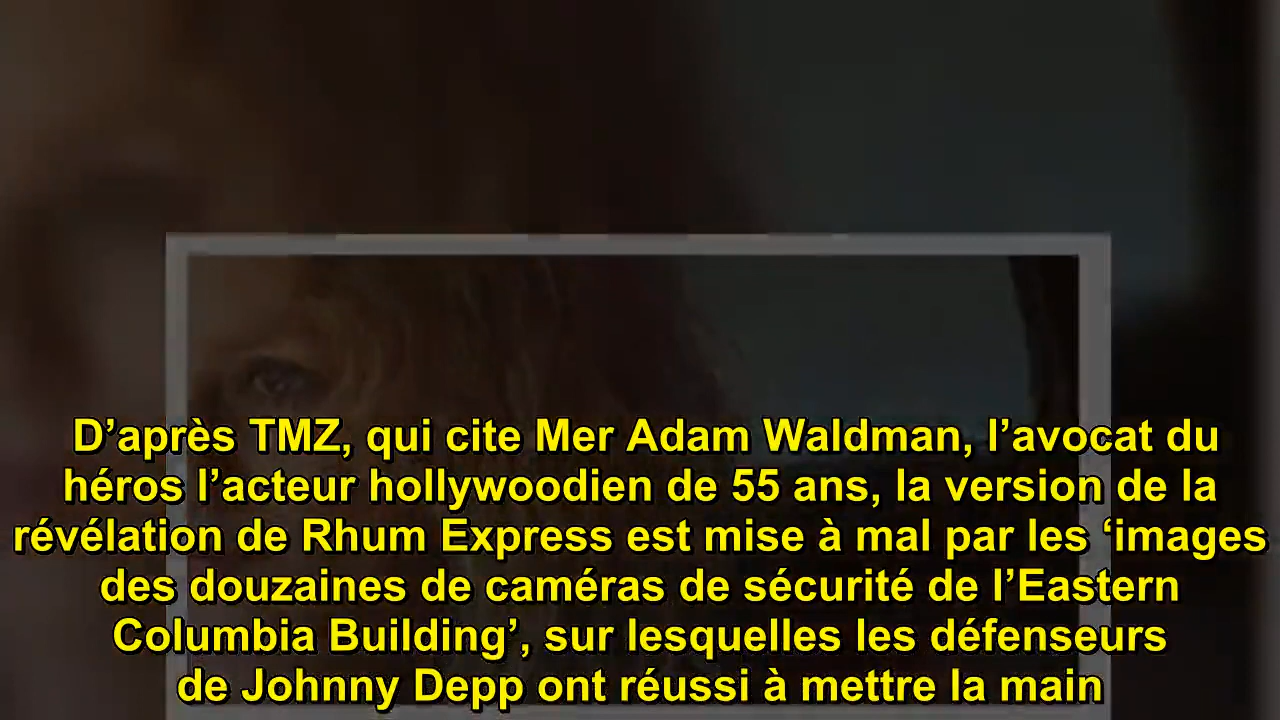 D’après TMZ, qui cite Mer Adam Waldman, l’avocat du
héros l’acteur hollywoodien de 55 ans, la version de la
révélation de Rhum Express est mise à mal par les ‘images
des douzaines de caméras de sécurité de l’Eastern
Columbia Building’, sur lesquelles les défenseurs
de Johnny Depp ont réussi à mettre la main